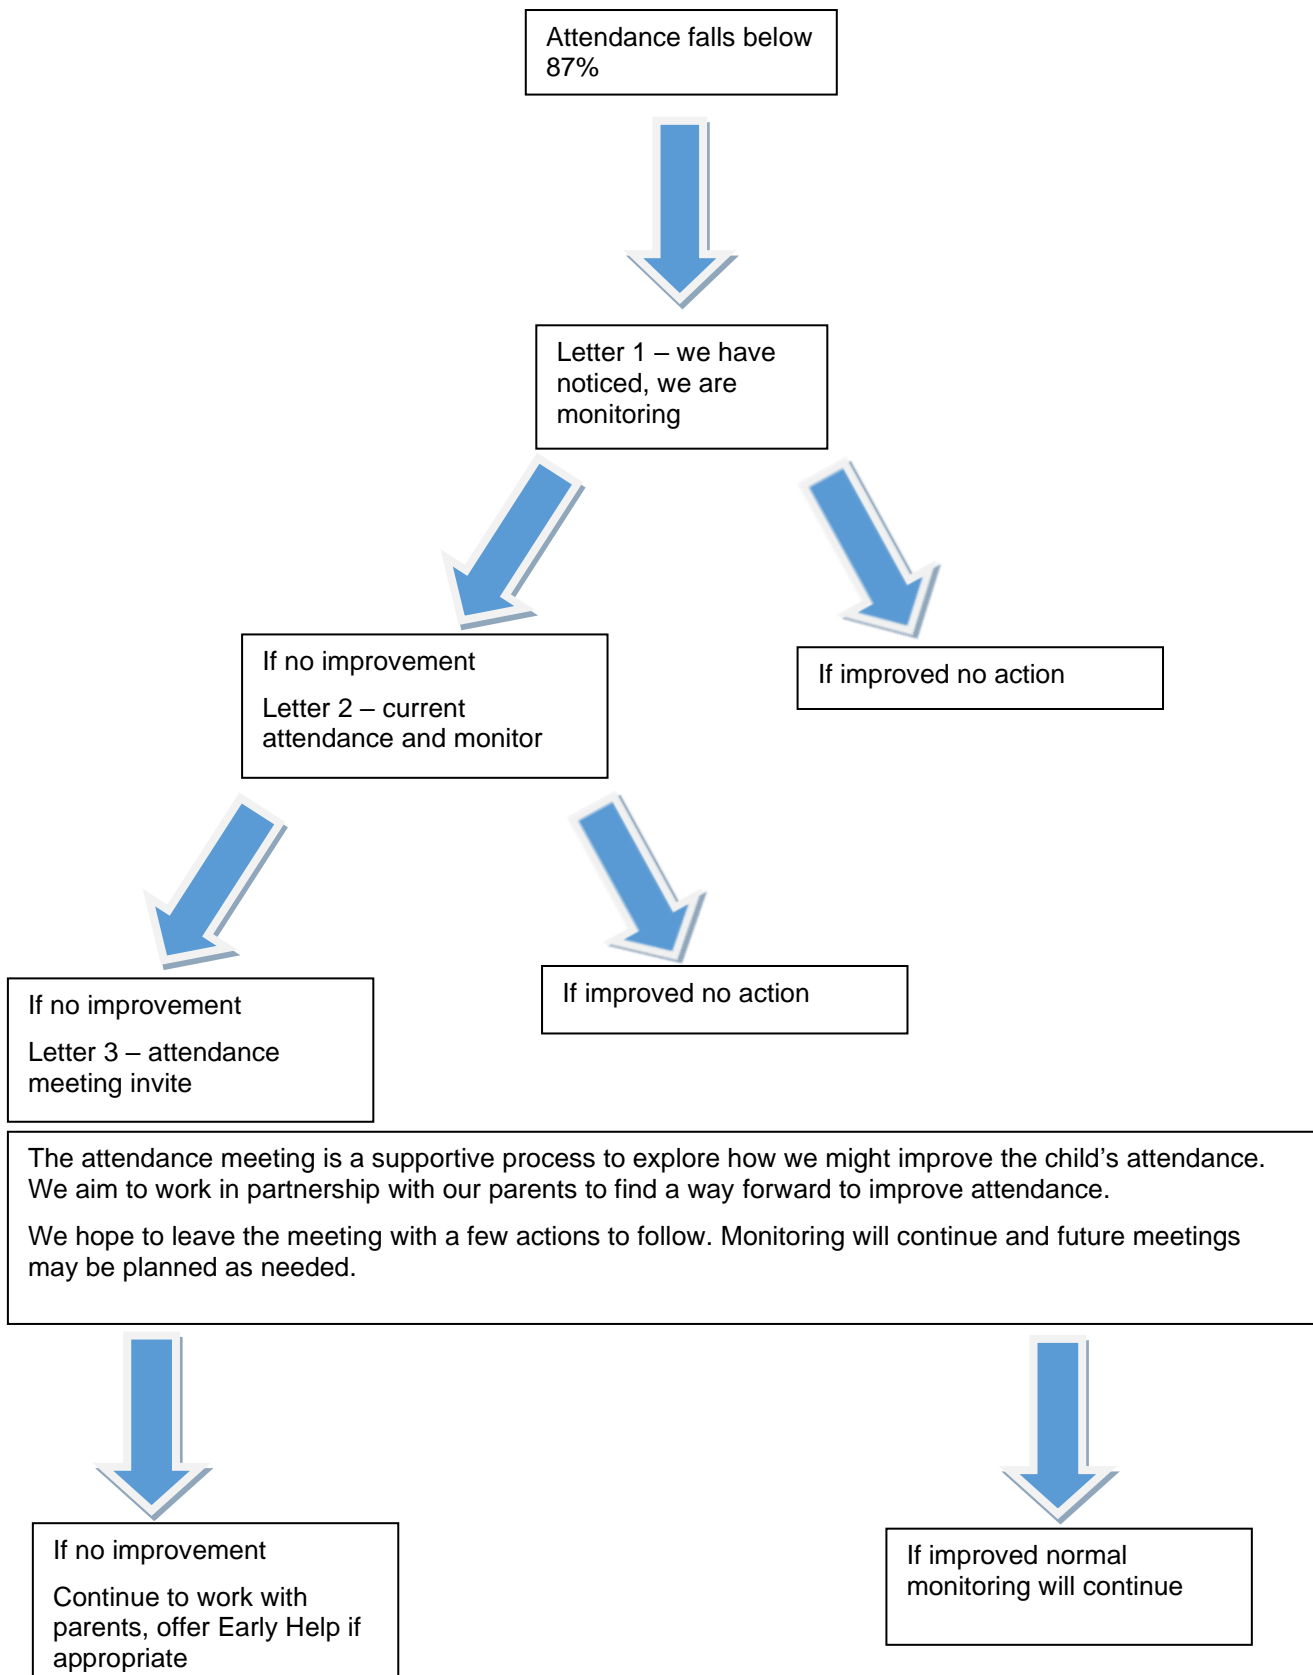 Attendance falls below
87%
Letter 1 – we have
noticed, we are
monitoring
If no improvement
Letter 2 – current
attendance and monitor
If improved no action
If no improvement
Letter 3 – attendance
meeting invite
If improved no action
The attendance meeting is a supportive process to explore how we might improve the child’s attendance.
We aim to work in partnership with our parents to find a way forward to improve attendance.
We hope to leave the meeting with a few actions to follow. Monitoring will continue and future meetings
may be planned as needed.
If no improvement
Continue to work with
parents, offer Early Help if
appropriate
If improved normal
monitoring will continue